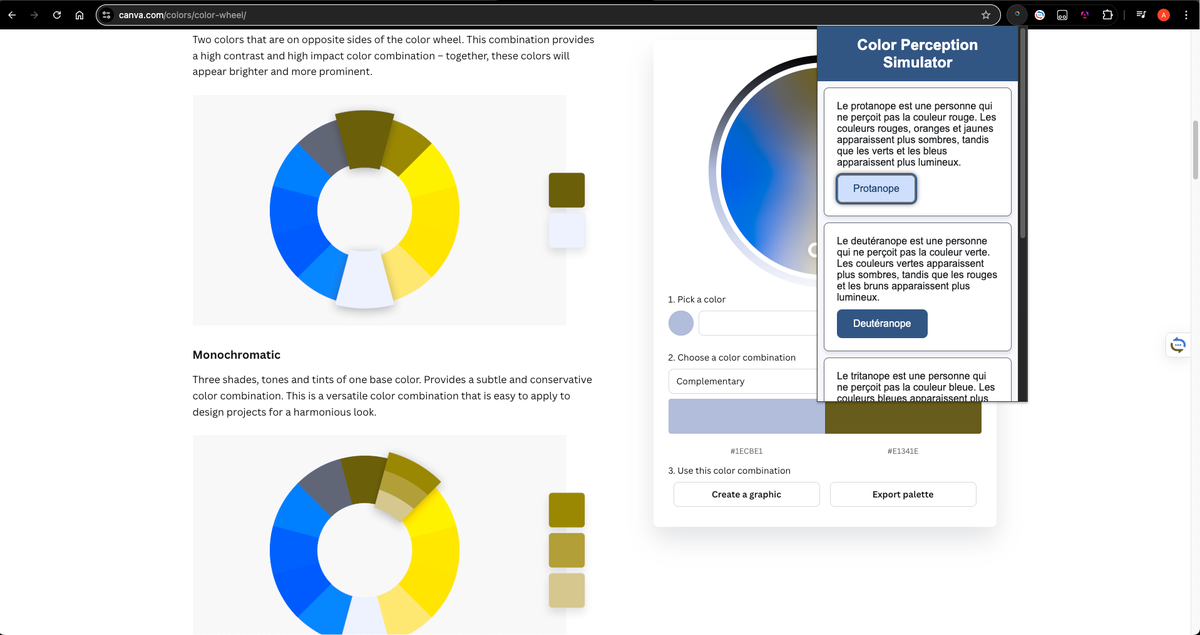 canva.com/colors/color-wheel/
A
Two colors that are on opposite sides of the color wheel. This combination provides
a high contrast and high impact color combination – together, these colors will
appear brighter and more prominent.
Monochromatic
Three shades, tones and tints of one base color. Provides a subtle and conservative
color combination. This is a versatile color combination that is easy to apply to
design projects for a harmonious look.
1. Pick a color
2. Choose a color combination
Complementary
#1ECBE1
#E1341E
3. Use this color combination
Create a graphic
Export palette
Color Perception
Simulator
Le protanope est une personne qui
ne perçoit pas la couleur rouge. Les
couleurs rouges, oranges et jaunes
apparaissent plus sombres, tandis
que les verts et les bleus
apparaissent plus lumineux.
Protanope
Le deutéranope est une personne
qui ne perçoit pas la couleur verte.
Les couleurs vertes apparaissent
plus sombres, tandis que les rouges
et les bruns apparaissent plus
lumineux.
Deutéranope
Le tritanope est une personne qui
ne perçoit pas la couleur bleue. Les
couleurs bleues apparaissent plus